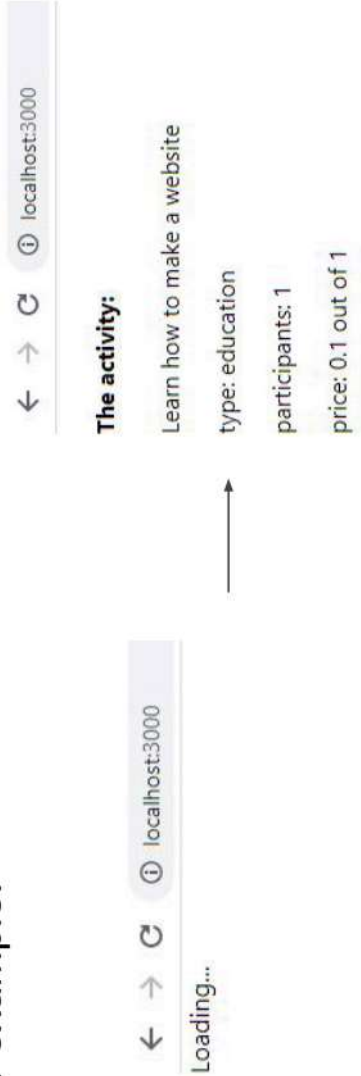 localhost:3000
Loading...
localhost:3000
The activity:
Learn how to make a website
type: education
participants: 1
price: 0.1 out of 1